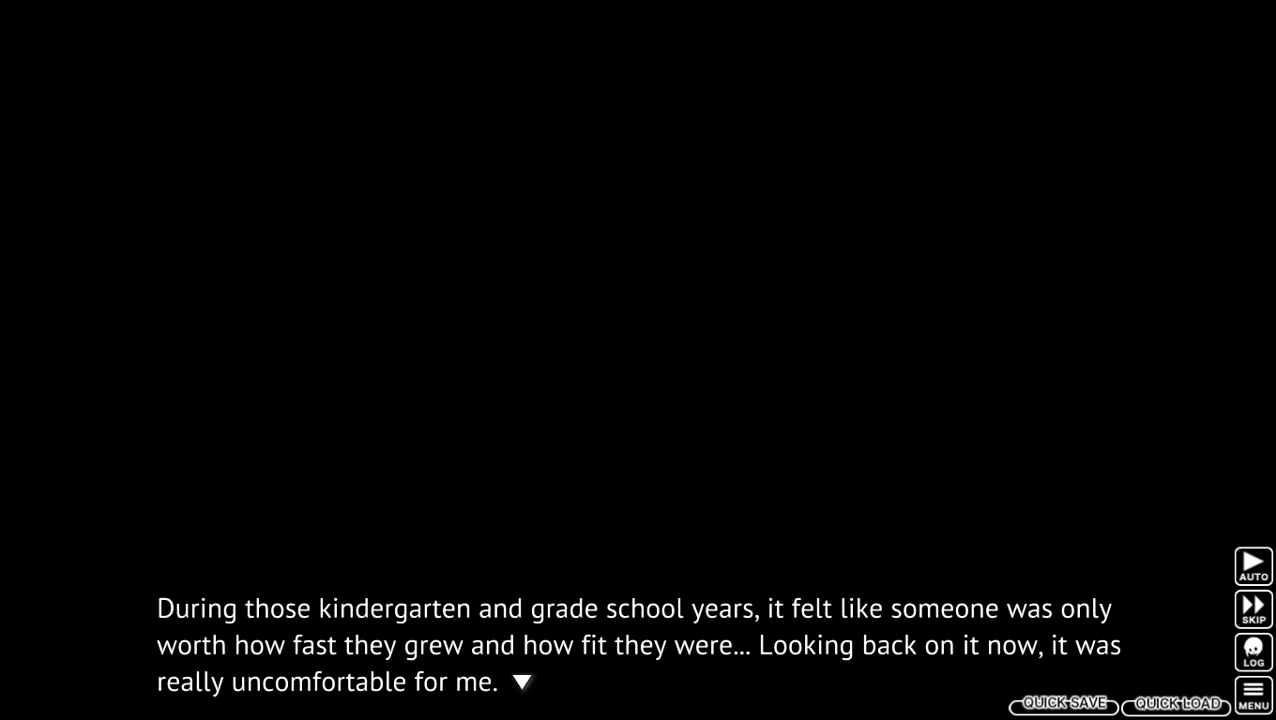 During those kindergarten and grade school years, it felt like someone was only
worth how fast they grew and how fit they were... Looking back on it now, it was
really uncomfortable for me.
AUTO
SKIP
LOG
MENU
QUICK SAVE
QUICK LOAD